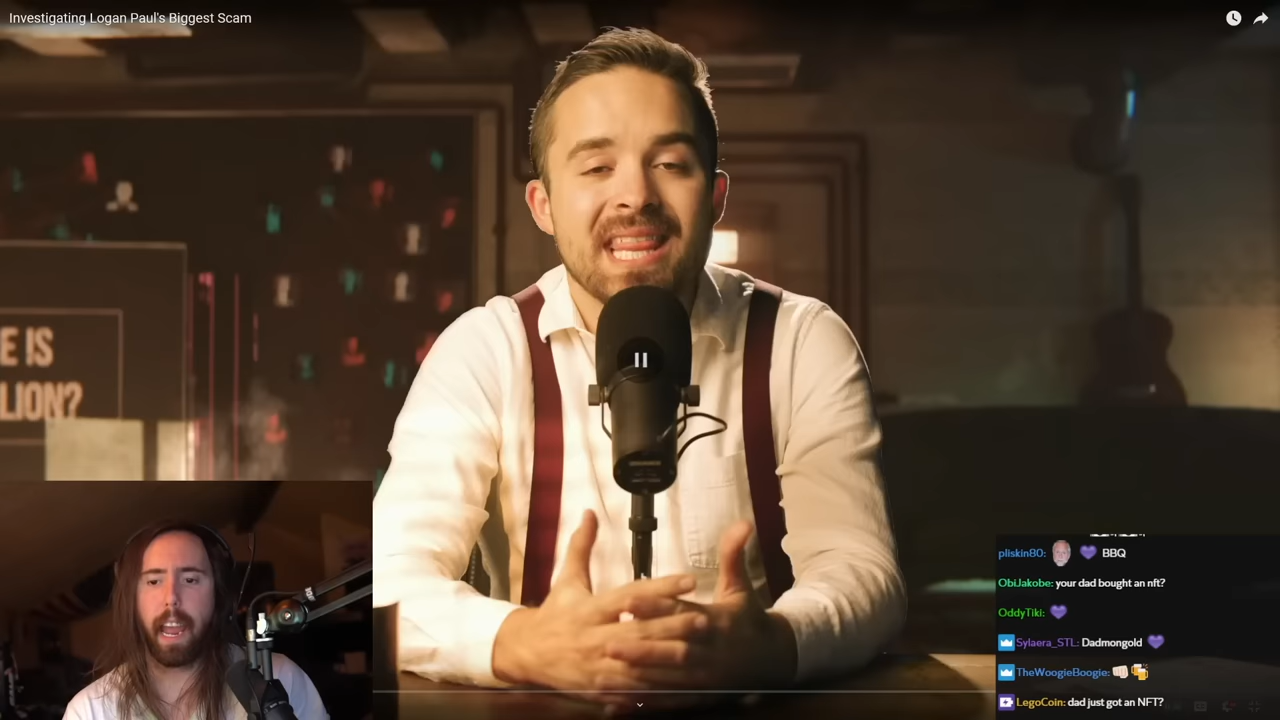 Investigating Logan Paul's Biggest Scam
E IS
LION?
pliskin80: BBQ
ObiJakobe: your dad bought an nft?
OddyTiki:
Sylaera_STL: Dadmongold
TheWoogieBoogie:
LegoCoin: dad just got an NFT?